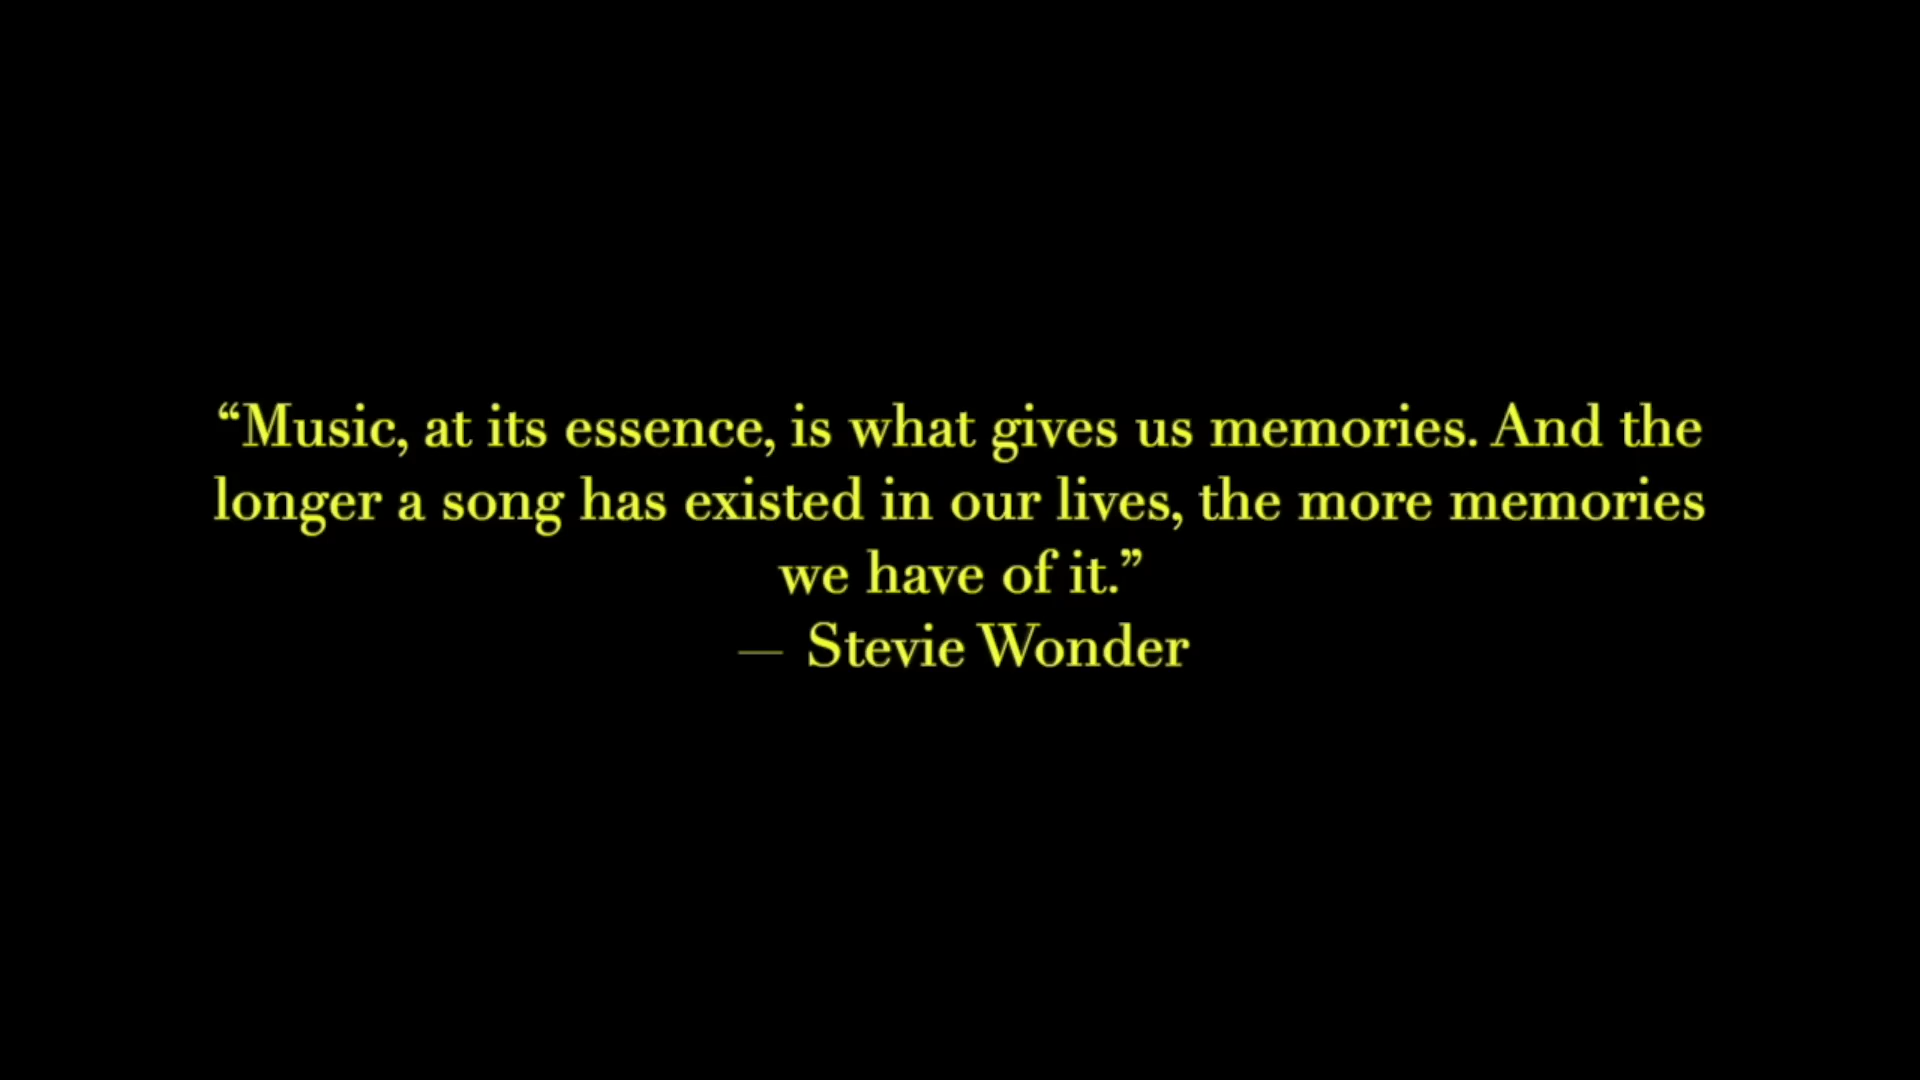 “Music, at its essence, is what gives us memories. And the
longer a song has existed in our lives, the more memories
we have of it.”
— Stevie Wonder